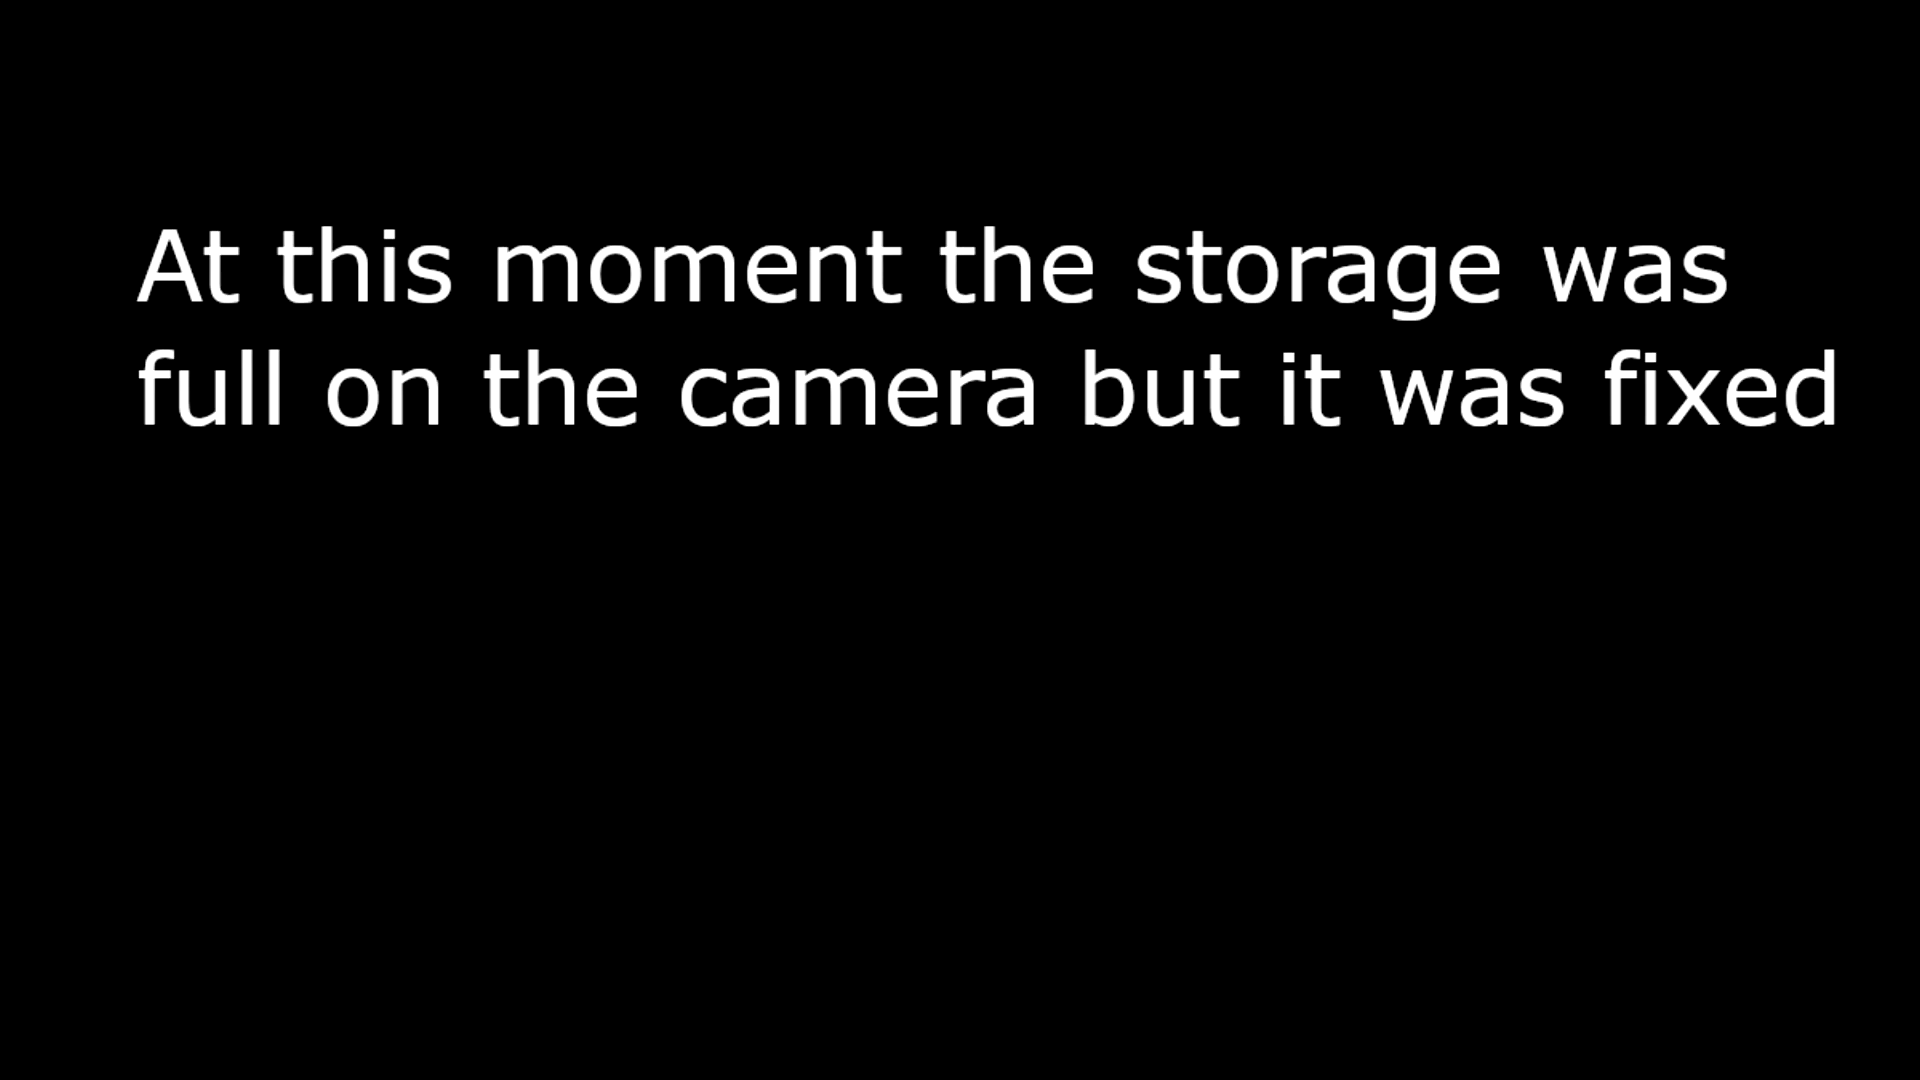 At this moment the storage was
full on the camera but it was fixed